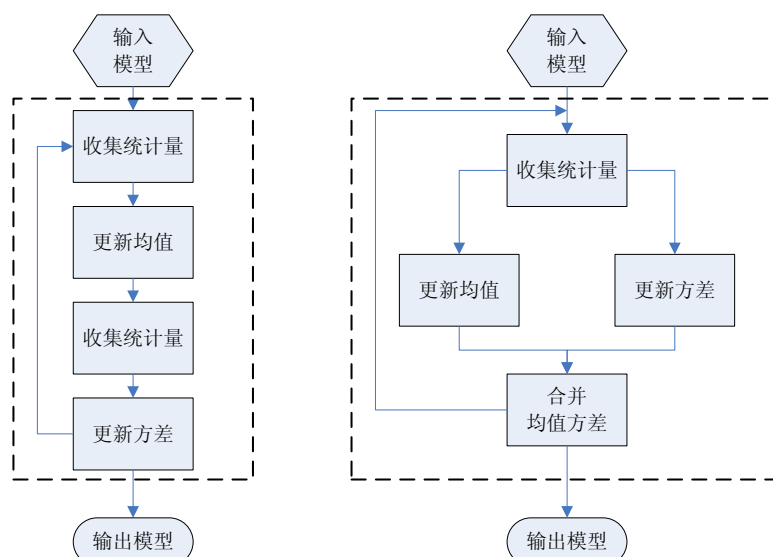 输入
模型
收集统计量
更新均值
收集统计量
更新方差
输出模型
输入
模型
收集统计量
更新均值
更新方差
合并
均值方差
输出模型